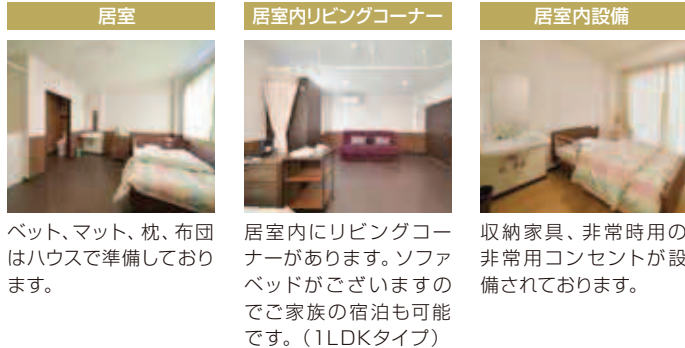 居室
ベット、マット、枕、布団
はハウスで準備しており
ます。
居室内リビングコーナー
居室内にリビングコー
ナーがあります。ソファ
ベッドがございますの
でご家族の宿泊も可能
です。（1LDKタイプ）
居室内設備
収納家具、非常時用の
非常用コンセントが設
備されております。